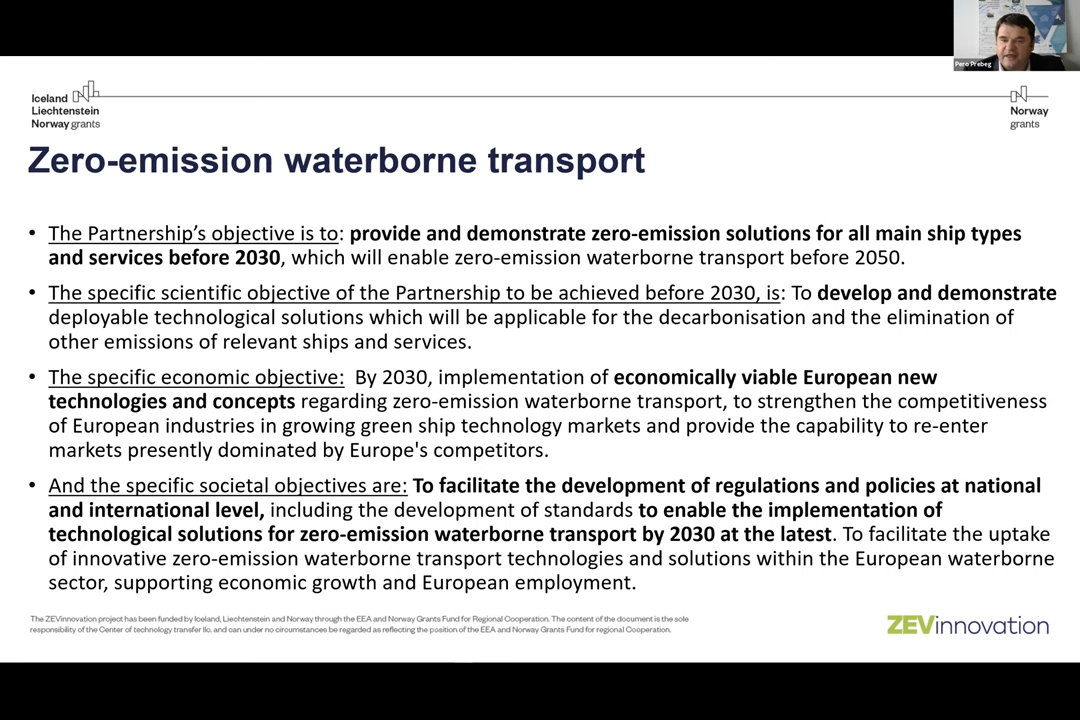 Pero Prebeg
Iceland
Liechtenstein
Norway grants
Norway
grants
Zero-emission waterborne transport
• The Partnership’s objective is to: provide and demonstrate zero-emission solutions for all main ship types
and services before 2030, which will enable zero-emission waterborne transport before 2050.
• The specific scientific objective of the Partnership to be achieved before 2030, is: To develop and demonstrate
deployable technological solutions which will be applicable for the decarbonisation and the elimination of
other emissions of relevant ships and services.
• The specific economic objective: By 2030, implementation of economically viable European new
technologies and concepts regarding zero-emission waterborne transport, to strengthen the competitiveness
of European industries in growing green ship technology markets and provide the capability to re-enter
markets presently dominated by Europe's competitors.
• And the specific societal objectives are: To facilitate the development of regulations and policies at national
and international level, including the development of standards to enable the implementation of
technological solutions for zero-emission waterborne transport by 2030 at the latest. To facilitate the uptake
of innovative zero-emission waterborne transport technologies and solutions within the European waterborne
sector, supporting economic growth and European employment.
The ZEVinnovation project has been funded by Iceland, Liechtenstein and Norway through the EEA and Norway Grants Fund for Regional Cooperation. The content of the document is the sole
responsibility of the Center of technology transfer llc. and can under no circumstances be regarded as reflecting the position of the EEA and Norway Grants Fund for regional Cooperation.
ZEVinnovation